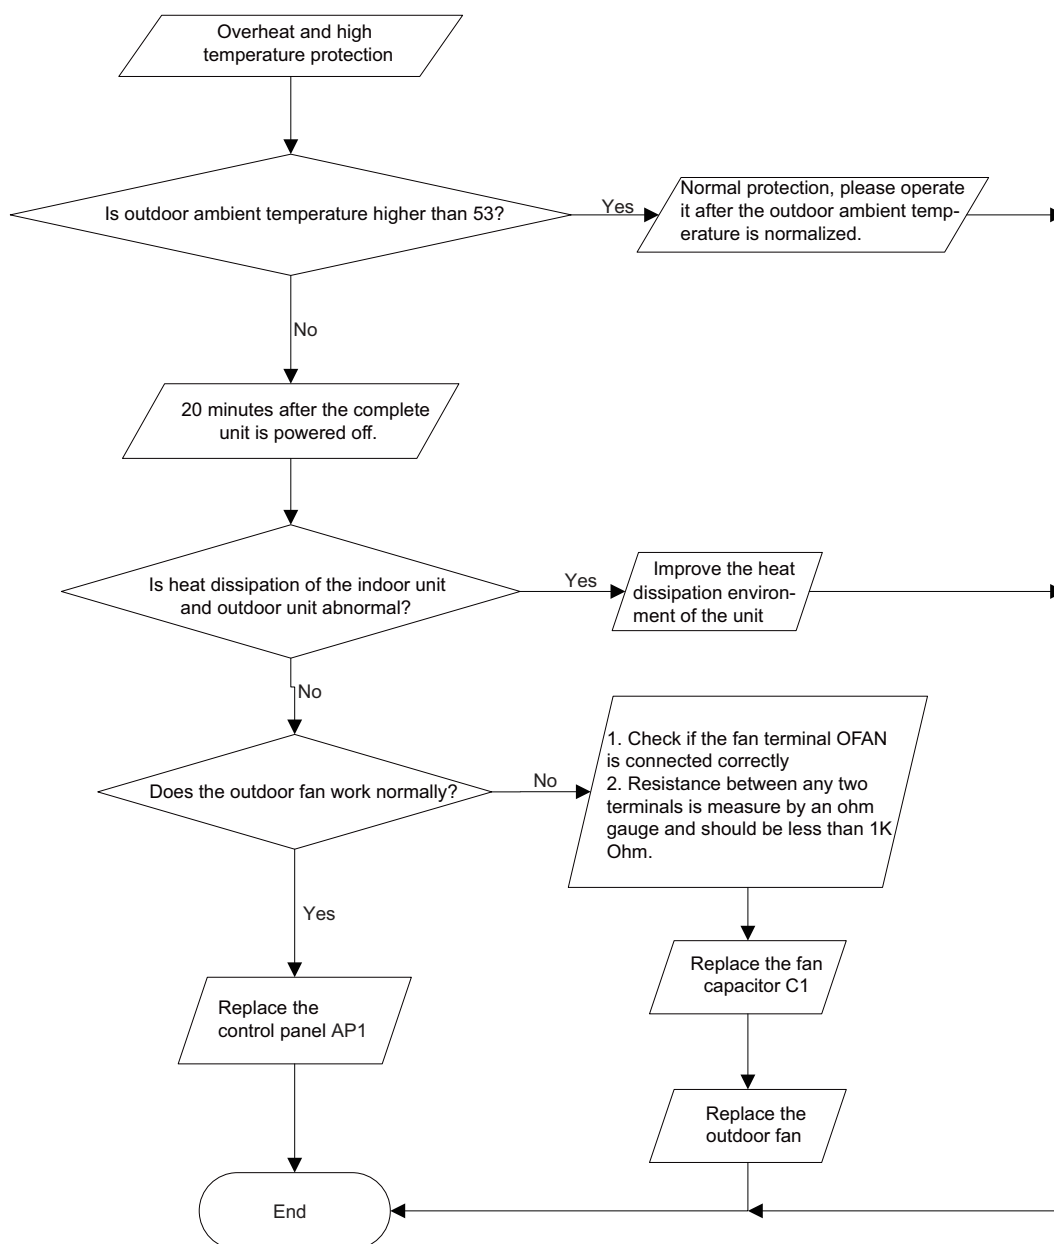 Overheat and high
temperature protection
Is outdoor ambient temperature higher than 53?
Yes
Normal protection, please operate
it after the outdoor ambient temp-
erature is normalized.
No
20 minutes after the complete
unit is powered off.
Is heat dissipation of the indoor unit
and outdoor unit abnormal?
Yes
Improve the heat
dissipation environ-
ment of the unit
No
Does the outdoor fan work normally?
No
1. Check if the fan terminal OFAN
is connected correctly
2. Resistance between any two
terminals is measure by an ohm
gauge and should be less than 1K
Ohm.
Yes
Replace the fan
capacitor C1
Replace the
control panel AP1
Replace the
outdoor fan
End